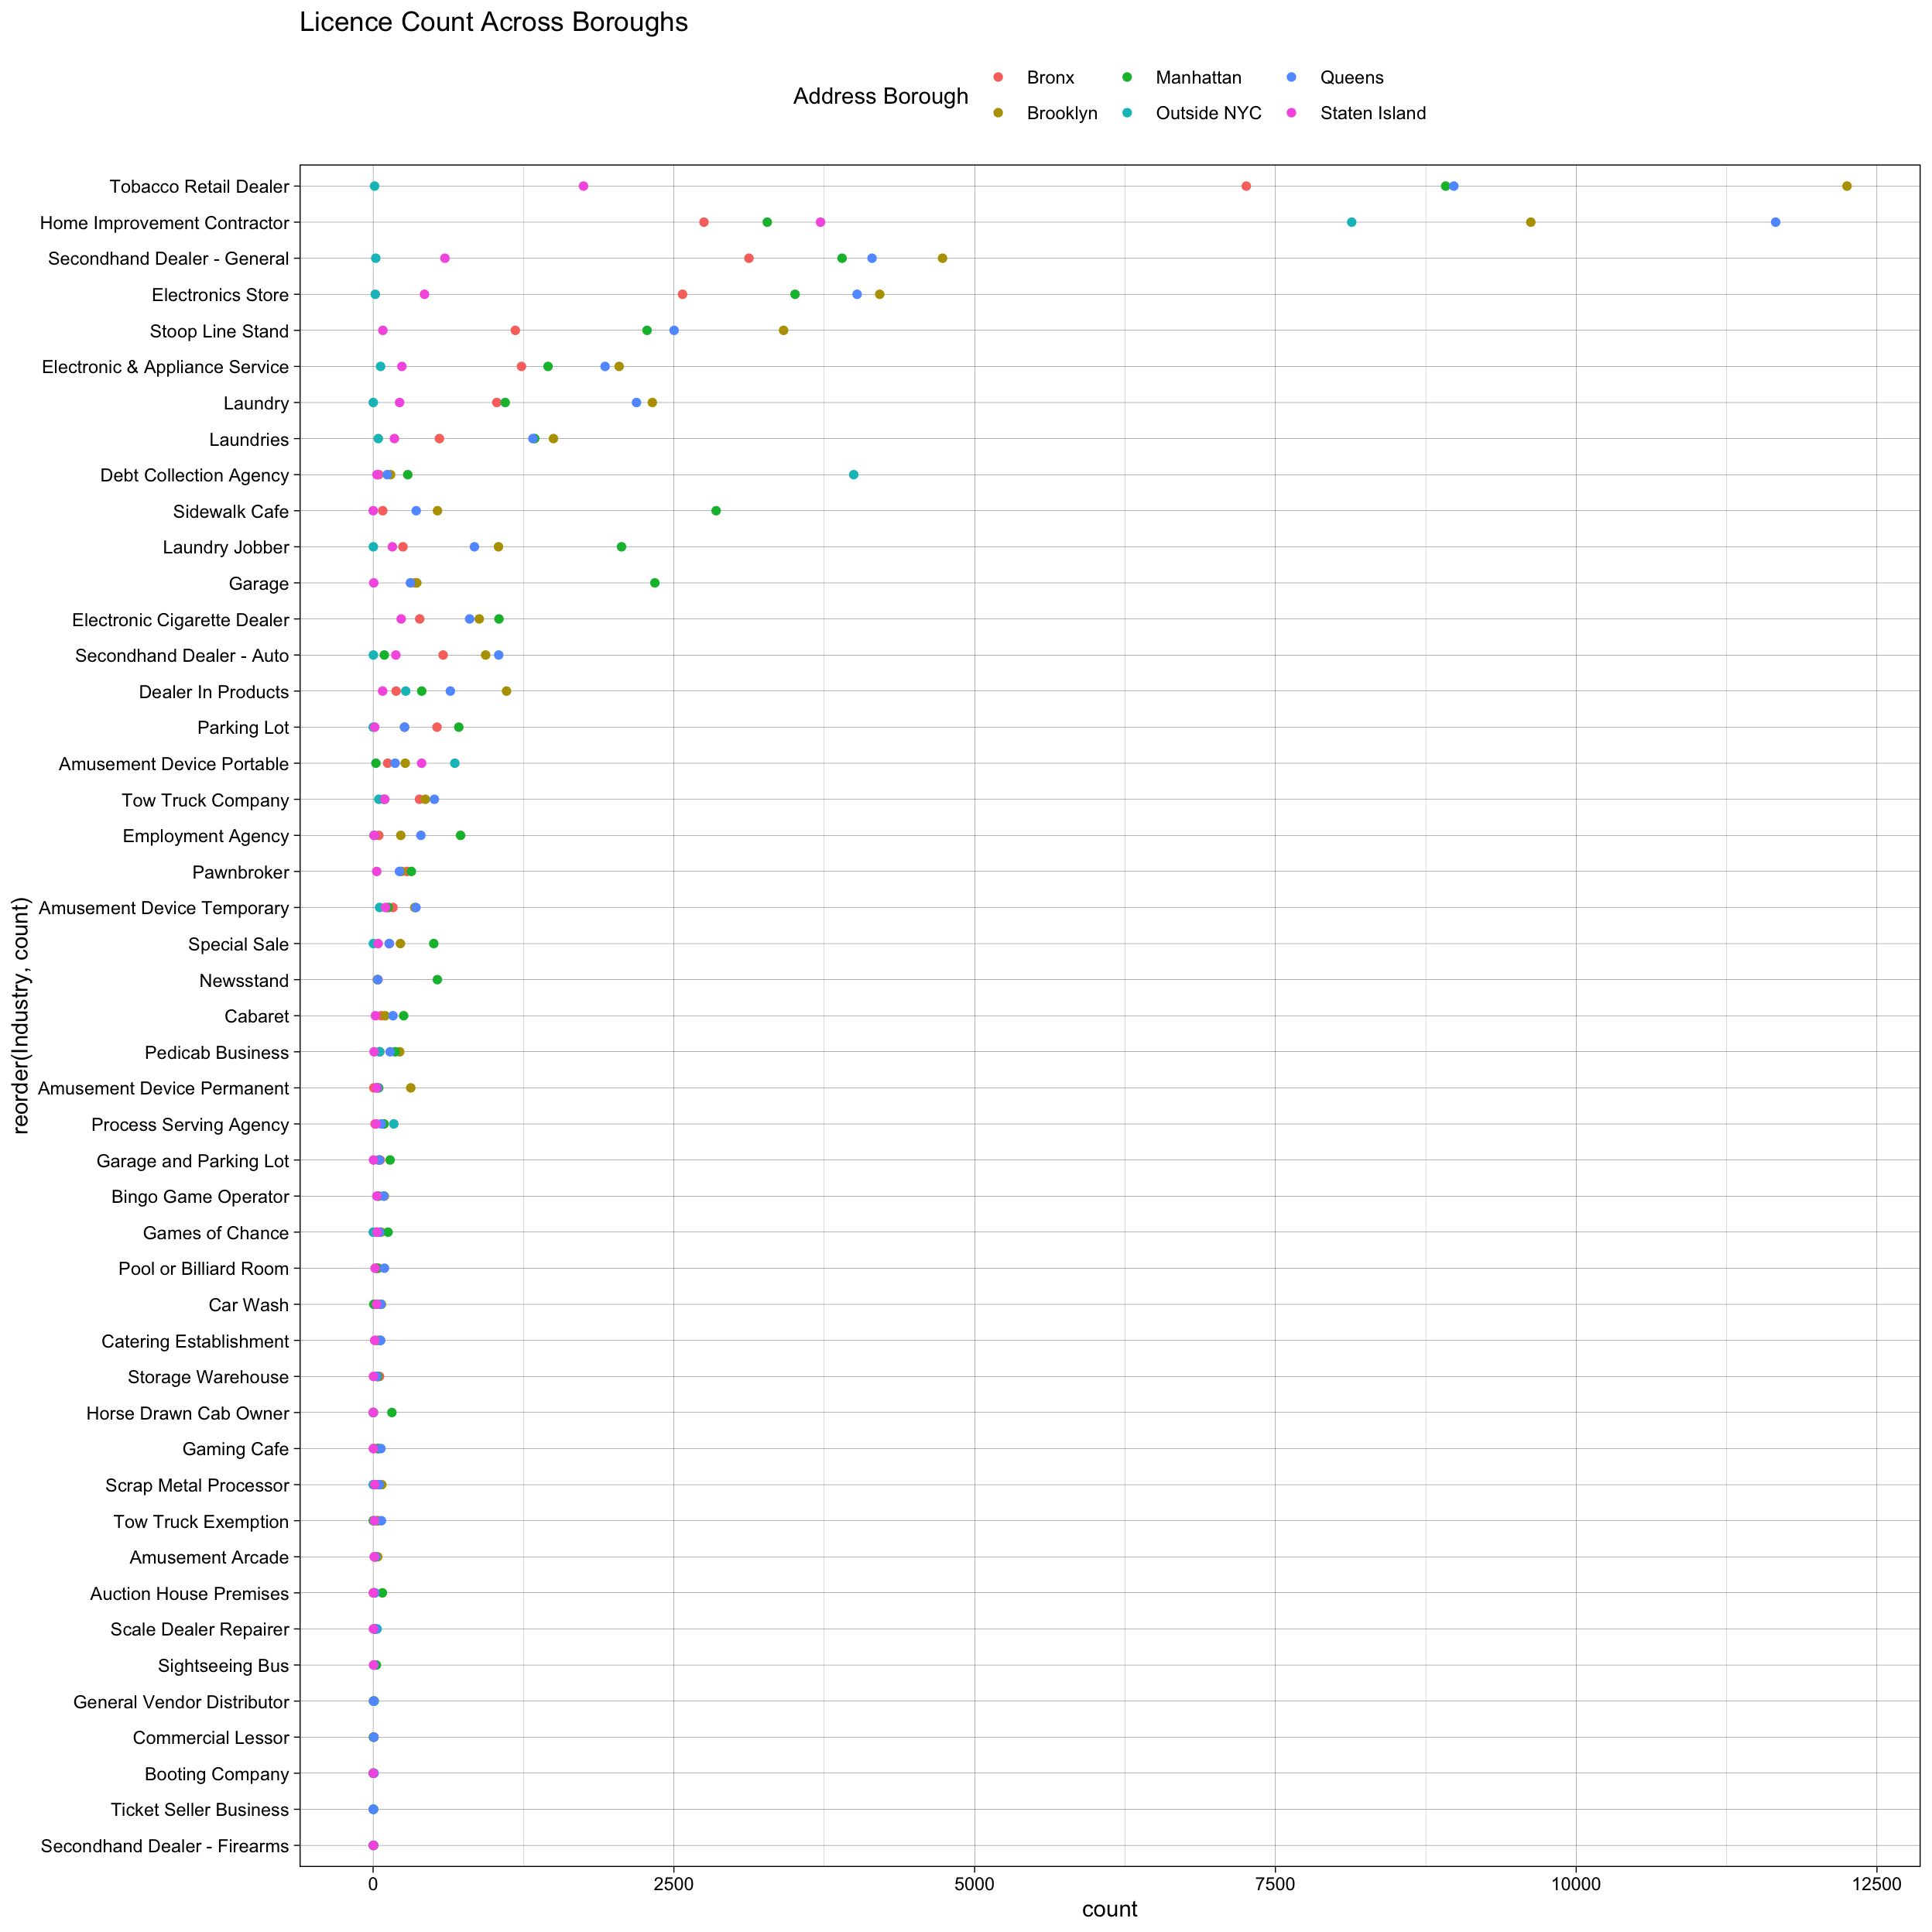 Licence Count Across Boroughs
Address Borough
Bronx
Manhattan
Queens
Brooklyn
Outside NYC
Staten Island
reorder(Industry, count)
Tobacco Retail Dealer
Home Improvement Contractor
Secondhand Dealer - General
Electronics Store
Stoop Line Stand
Electronic & Appliance Service
Laundry
Laundries
Debt Collection Agency
Sidewalk Cafe
Laundry Jobber
Garage
Electronic Cigarette Dealer
Secondhand Dealer - Auto
Dealer In Products
Parking Lot
Amusement Device Portable
Tow Truck Company
Employment Agency
Pawnbroker
Amusement Device Temporary
Special Sale
Newsstand
Cabaret
Pedicab Business
Amusement Device Permanent
Process Serving Agency
Garage and Parking Lot
Bingo Game Operator
Games of Chance
Pool or Billiard Room
Car Wash
Catering Establishment
Storage Warehouse
Horse Drawn Cab Owner
Gaming Cafe
Scrap Metal Processor
Tow Truck Exemption
Amusement Arcade
Auction House Premises
Scale Dealer Repairer
Sightseeing Bus
General Vendor Distributor
Commercial Lessor
Booting Company
Ticket Seller Business
Secondhand Dealer - Firearms
0 2500 5000 7500 10000 12500
count